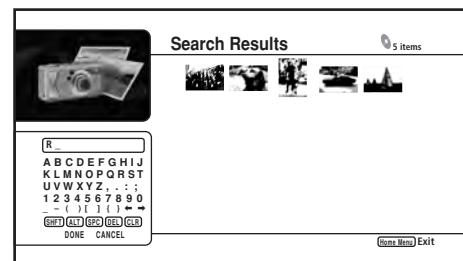 Search Results
5 items
R _
A B C D E F G H I J
K L M N O P Q R S T
U V W X Y Z , . : ;
1 2 3 4 5 6 7 8 9 0
_ – ( ) [ ] { } ← →
SHFT ALT SPC DEL CLR
DONE CANCEL
Home Menu Exit